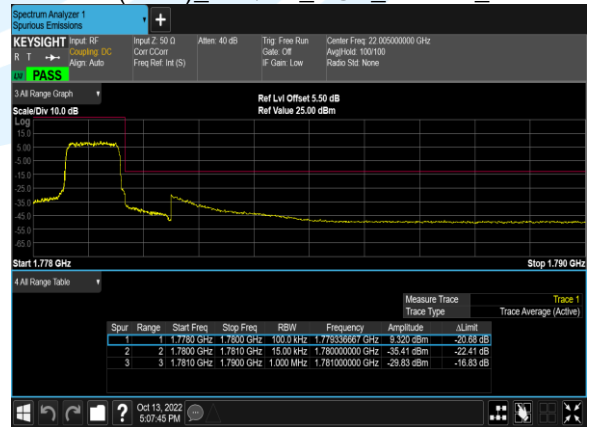 Spectrum Analyzer 1
Spurious Emissions
KEYSIGHT Input: RF Input Z: 50 Ω Atten: 40 dB Trig: Free Run Center Freq: 22.005000000 GHz
R T Coupling: DC Corr CCorr Gate: Off Avg|Hold: 100/100
Align: Auto Freq Ref: Int (S) IF Gain: Low Radio Std: None
PASS
3 All Range Graph
Ref Lvl Offset 5.50 dB
Scale/Div 10.0 dB Ref Value 25.00 dBm
Log
15.0
5.00
-5.00
-15.0
-25.0
-35.0
-45.0
-55.0
-65.0
Start 1.778 GHz Stop 1.790 GHz
4 All Range Table
Measure Trace Trace 1
Trace Type Trace Average (Active)
Spur Range Start Freq Stop Freq RBW Frequency Amplitude ΔLimit
1 1 1.7780 GHz 1.7800 GHz 100.0 kHz 1.779336667 GHz 9.320 dBm -20.68 dB
2 2 1.7800 GHz 1.7810 GHz 15.00 kHz 1.780000000 GHz -35.41 dBm -22.41 dB
3 3 1.7810 GHz 1.7900 GHz 1.000 MHz 1.781000000 GHz -29.83 dBm -16.83 dB
? Oct 13, 2022
5:07:45 PM